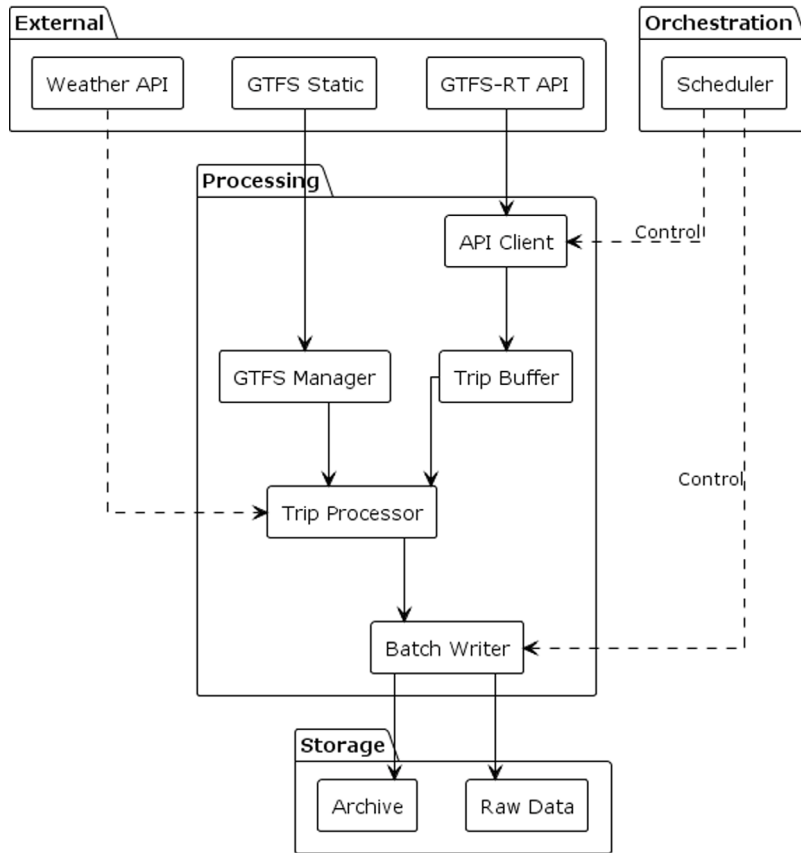 External
Orchestration
Weather API
GTFS Static
GTFS-RT API
Scheduler
Processing
API Client
Control
GTFS Manager
Trip Buffer
Control
Trip Processor
Batch Writer
Storage
Archive
Raw Data